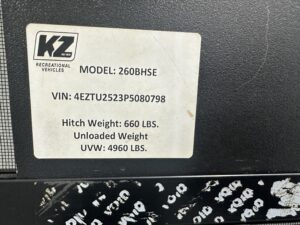 KZ
RECREATIONAL
VEHICLES
MODEL: 260BHSE
VIN: 4EZTU2523P5080798
Hitch Weight: 660 LBS.
Unloaded Weight
UVW: 4960 LBS.